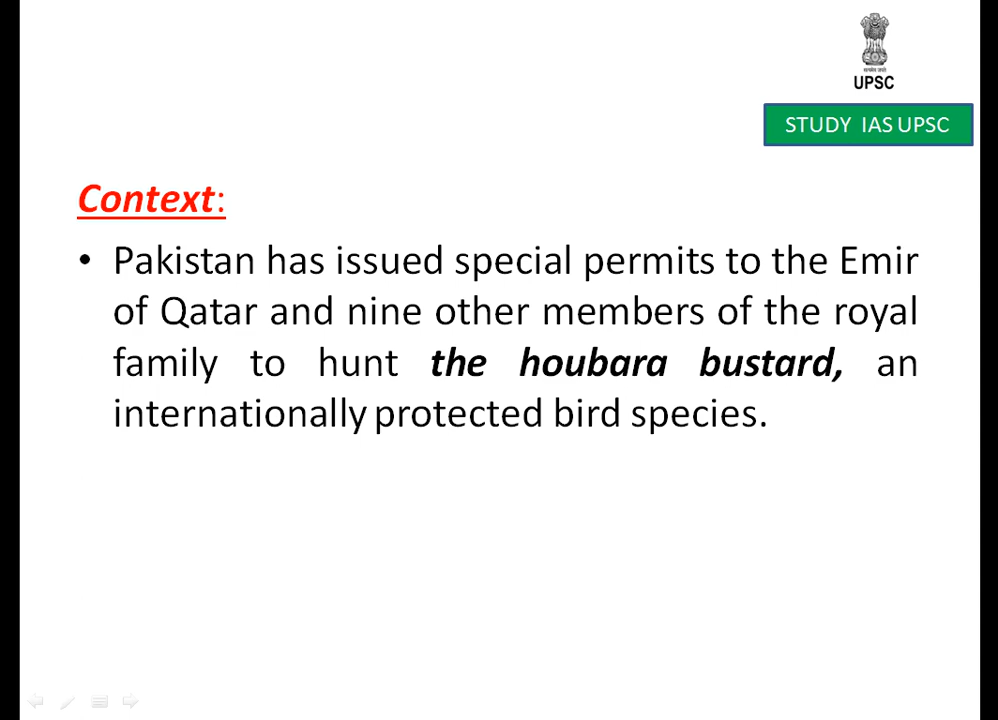 UPSC
STUDY IAS UPSC
Context:
• Pakistan has issued special permits to the Emir
of Qatar and nine other members of the royal
family to hunt the houbara bustard, an
internationally protected bird species.